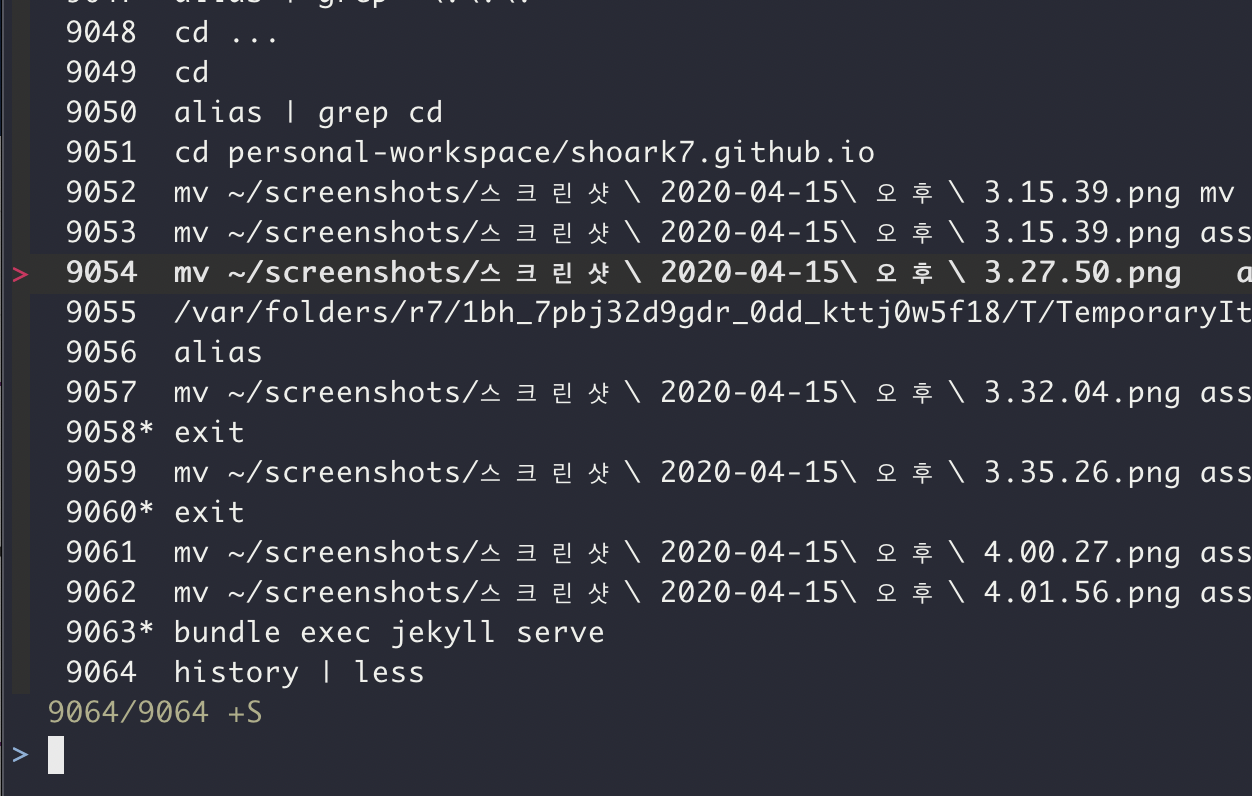 9048 cd ...
9049 cd
9050 alias | grep cd
9051 cd personal-workspace/shoark7.github.io
9052 mv ~/screenshots/스크린샷\ 2020-04-15\ 오후\ 3.15.39.png mv
9053 mv ~/screenshots/스크린샷\ 2020-04-15\ 오후\ 3.15.39.png ass
> 9054 mv ~/screenshots/스크린샷\ 2020-04-15\ 오후\ 3.27.50.png a
9055 /var/folders/r7/1bh_7pbj32d9gdr_0dd_kttj0w5f18/T/TemporaryIt
9056 alias
9057 mv ~/screenshots/스크린샷\ 2020-04-15\ 오후\ 3.32.04.png ass
9058* exit
9059 mv ~/screenshots/스크린샷\ 2020-04-15\ 오후\ 3.35.26.png ass
9060* exit
9061 mv ~/screenshots/스크린샷\ 2020-04-15\ 오후\ 4.00.27.png ass
9062 mv ~/screenshots/스크린샷\ 2020-04-15\ 오후\ 4.01.56.png ass
9063* bundle exec jekyll serve
9064 history | less
9064/9064 +S
>